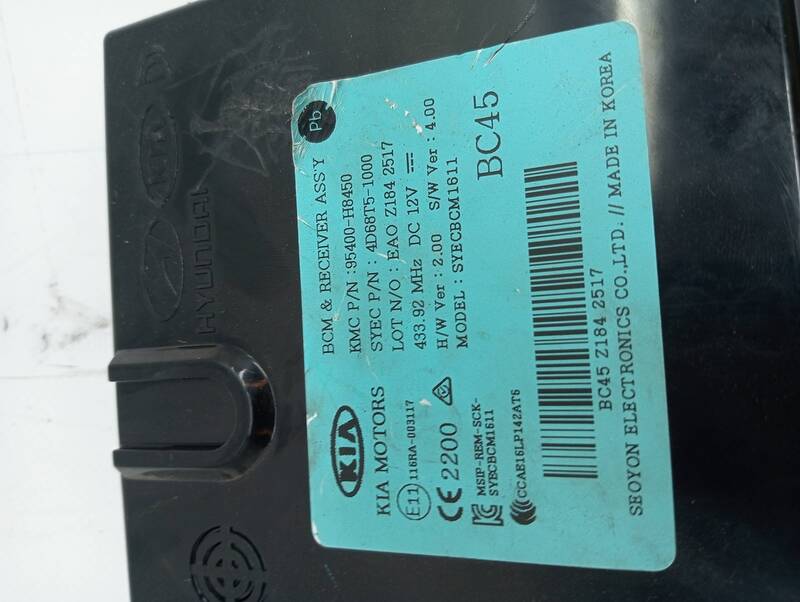 HYUNDAI
Pb
KIA
KIA MOTORS
BCM & RECEIVER ASS'Y
KMC P/N :95400-H8450
SYEC P/N : 4D68T5-1000
LOT N/O : EAO Z184 2517
433.92 MHz DC 12V
H/W Ver : 2.00 S/W Ver : 4.00
MODEL : SYECBCM1611
BC45
E11 116RA-003117
CE 2200
MSIP-REM-SCK-
SYECBCM1611
CCAE16LP142AT6
BC45 Z184 2517
SEOYON ELECTRONICS CO.,LTD. // MADE IN KOREA